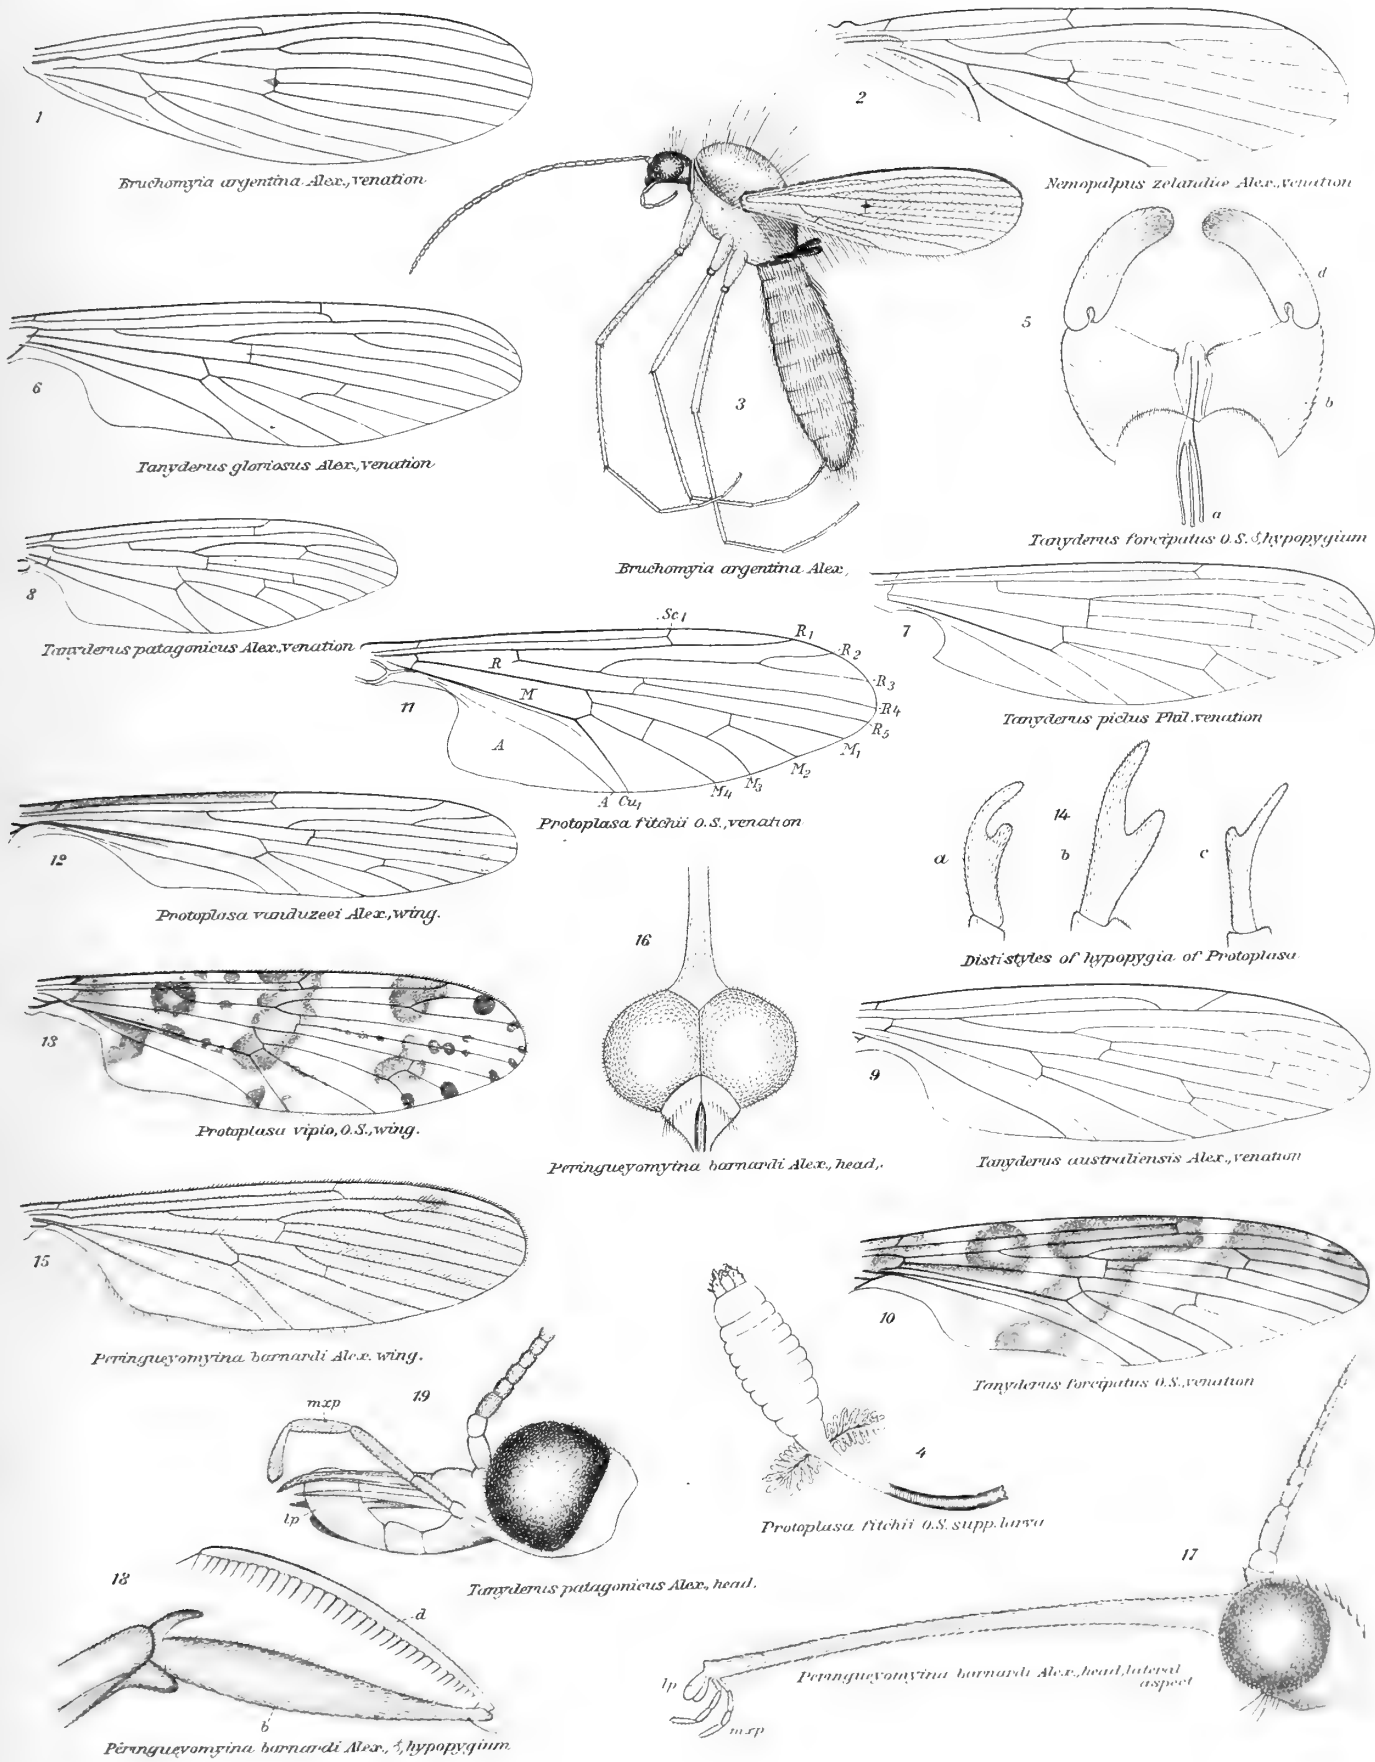 1
Bruchomyia argentina Alex., venation
2
Nemopalpus zelandiæ Alex., venation
3
Bruchomyia argentina Alex.,
5
d
b
a
Tanyderus forcipatus O.S. ♂, hypopygium
6
Tanyderus gloriosus Alex., venation
8
Tanyderus patagonicus Alex., venation
7
Tanyderus pictus Phil. venation
11
Sc1
R1
R2
R3
R4
R5
M1
M2
M3
M4
Cu1
A
R
M
A
Protoplasa fitchii O.S., venation
12
Protoplasa vanduzeei Alex., wing.
14
a
b
c
Dististyles of hypopygia of Protoplasa
13
Protoplasa vipio, O.S., wing.
16
Peringueyomyina barnardi Alex., head,.
9
Tanyderus australiensis Alex., venation
15
Peringueyomyina barnardi Alex. wing.
10
Tanyderus forcipatus O.S., venation
19
mxp
lp
Tanyderus patagonicus Alex., head.
4
Protoplasa fitchii O.S. supp. larva
18
d
b
Peringueyomyina barnardi Alex., ♂, hypopygium
17
lp
mxp
Peringueyomyina barnardi Alex., head, lateral
aspect